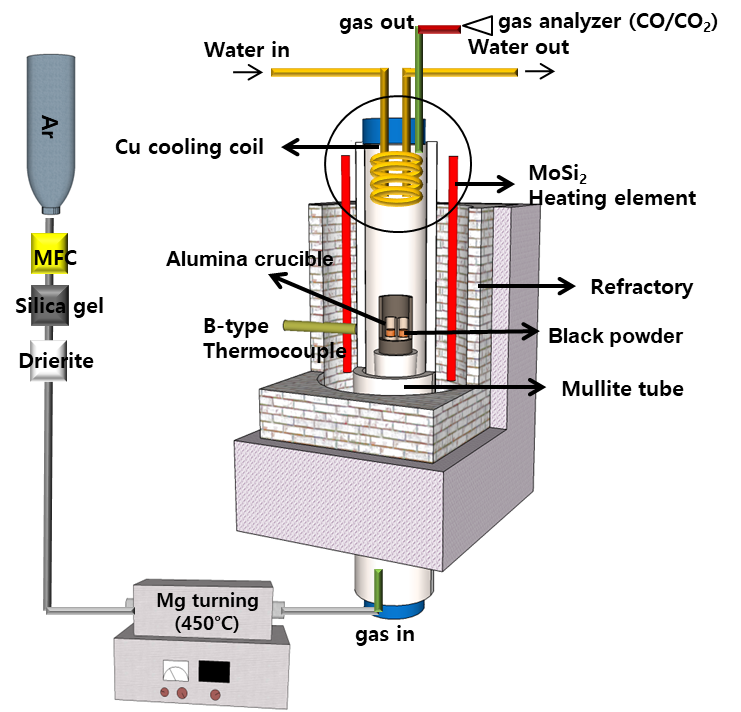 gas out
gas analyzer (CO/CO₂)
Water in
Water out
Ar
Cu cooling coil
MoSi₂
Heating element
MFC
Alumina crucible
Silica gel
Refractory
B-type
Thermocouple
Black powder
Drierite
Mullite tube
Mg turning
(450°C)
gas in